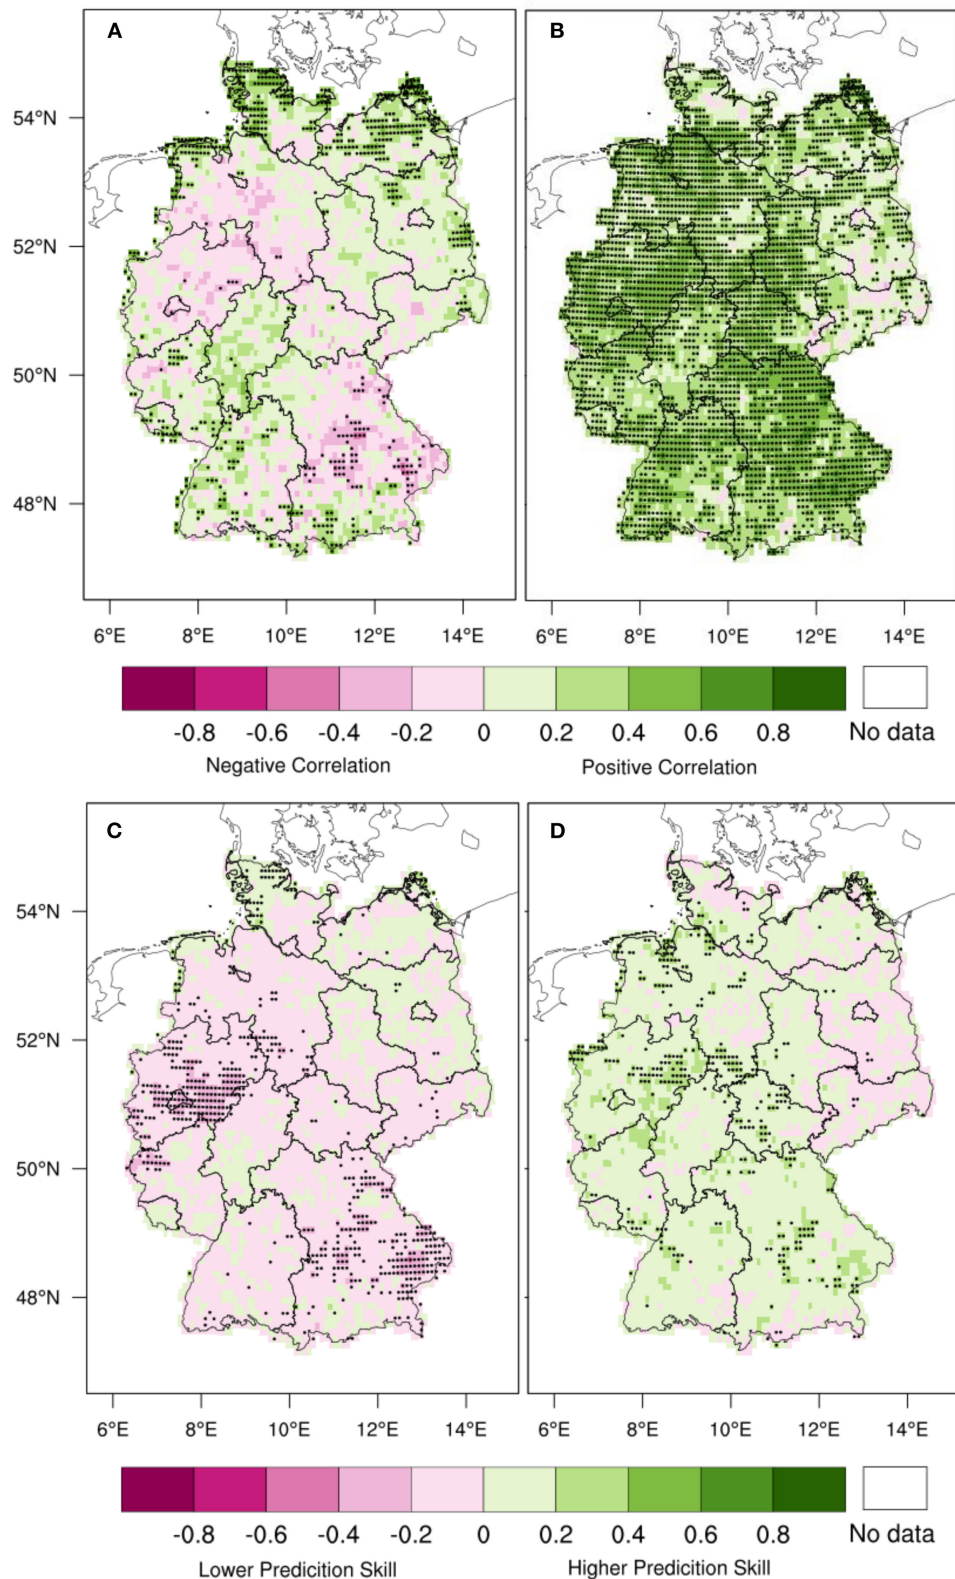 A B
54°N
52°N
50°N
48°N
6°E 8°E 10°E 12°E 14°E 6°E 8°E 10°E 12°E 14°E
-0.8 -0.6 -0.4 -0.2 0 0.2 0.4 0.6 0.8 No data
Negative Correlation Positive Correlation
C D
54°N
52°N
50°N
48°N
6°E 8°E 10°E 12°E 14°E 6°E 8°E 10°E 12°E 14°E
-0.8 -0.6 -0.4 -0.2 0 0.2 0.4 0.6 0.8 No data
Lower Predicition Skill Higher Predicition Skill